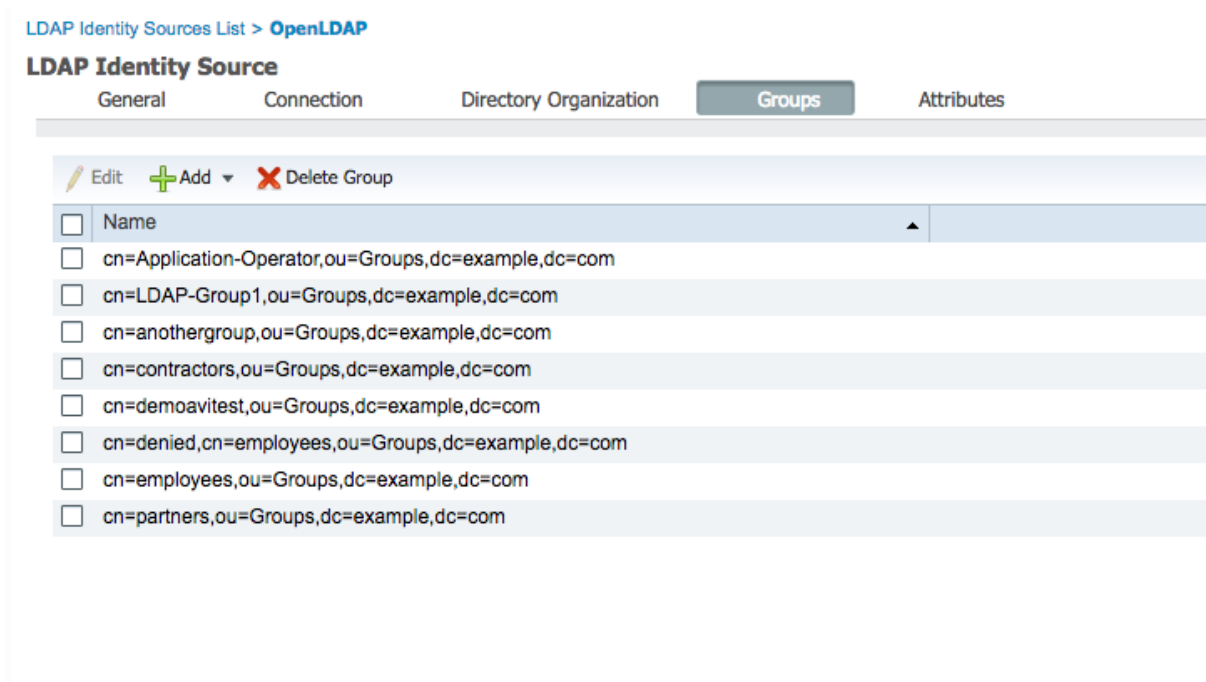 LDAP Identity Sources List > OpenLDAP
LDAP Identity Source
General Connection Directory Organization Groups Attributes
Edit Add Delete Group
Name
cn=Application-Operator,ou=Groups,dc=example,dc=com
cn=LDAP-Group1,ou=Groups,dc=example,dc=com
cn=anothergroup,ou=Groups,dc=example,dc=com
cn=contractors,ou=Groups,dc=example,dc=com
cn=demoavitest,ou=Groups,dc=example,dc=com
cn=denied,cn=employees,ou=Groups,dc=example,dc=com
cn=employees,ou=Groups,dc=example,dc=com
cn=partners,ou=Groups,dc=example,dc=com